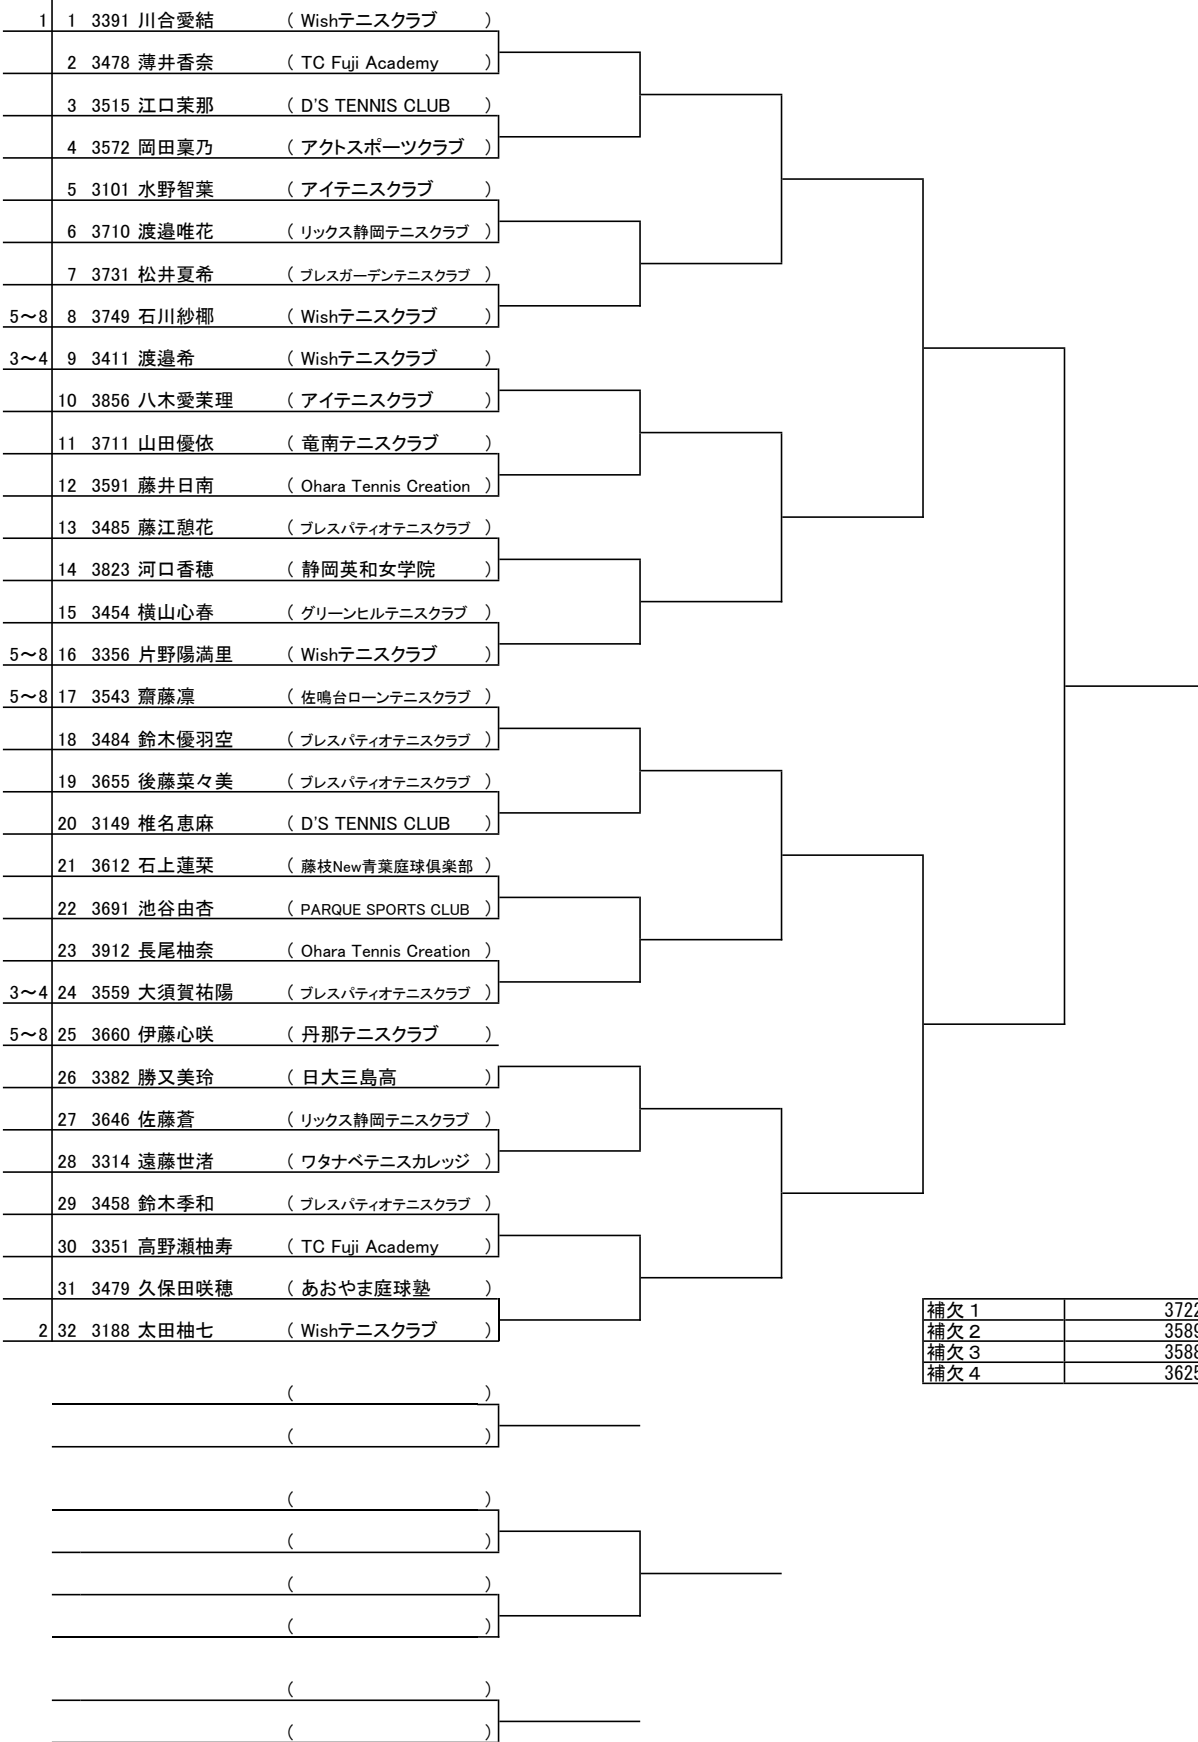 1 1 3391 川合愛結 ( Wishテニスクラブ )
2 3478 薄井香奈 ( TC Fuji Academy )
3 3515 江口茉那 ( D'S TENNIS CLUB )
4 3572 岡田稟乃 ( アクトスポーツクラブ )
5 3101 水野智葉 ( アイテニスクラブ )
6 3710 渡邉唯花 ( リックス静岡テニスクラブ )
7 3731 松井夏希 ( ブレスガーデンテニスクラブ )
5～8 8 3749 石川紗椰 ( Wishテニスクラブ )
3～4 9 3411 渡邉希 ( Wishテニスクラブ )
10 3856 八木愛茉理 ( アイテニスクラブ )
11 3711 山田優依 ( 竜南テニスクラブ )
12 3591 藤井日南 ( Ohara Tennis Creation )
13 3485 藤江憩花 ( ブレスパティオテニスクラブ )
14 3823 河口香穂 ( 静岡英和女学院 )
15 3454 横山心春 ( グリーンヒルテニスクラブ )
5～8 16 3356 片野陽満里 ( Wishテニスクラブ )
5～8 17 3543 齋藤凛 ( 佐鳴台ローンテニスクラブ )
18 3484 鈴木優羽空 ( ブレスパティオテニスクラブ )
19 3655 後藤菜々美 ( ブレスパティオテニスクラブ )
20 3149 椎名恵麻 ( D'S TENNIS CLUB )
21 3612 石上蓮栞 ( 藤枝New青葉庭球倶楽部 )
22 3691 池谷由杏 ( PARQUE SPORTS CLUB )
23 3912 長尾柚奈 ( Ohara Tennis Creation )
3～4 24 3559 大須賀祐陽 ( ブレスパティオテニスクラブ )
5～8 25 3660 伊藤心咲 ( 丹那テニスクラブ )
26 3382 勝又美玲 ( 日大三島高 )
27 3646 佐藤蒼 ( リックス静岡テニスクラブ )
28 3314 遠藤世渚 ( ワタナベテニスカレッジ )
29 3458 鈴木季和 ( ブレスパティオテニスクラブ )
30 3351 高野瀬柚寿 ( TC Fuji Academy )
31 3479 久保田咲穂 ( あおやま庭球塾 )
2 32 3188 太田柚七 ( Wishテニスクラブ )
補欠１ 3722
補欠２ 3589
補欠３ 3588
補欠４ 3625
( )
( )
( )
( )
( )
( )
( )
( )